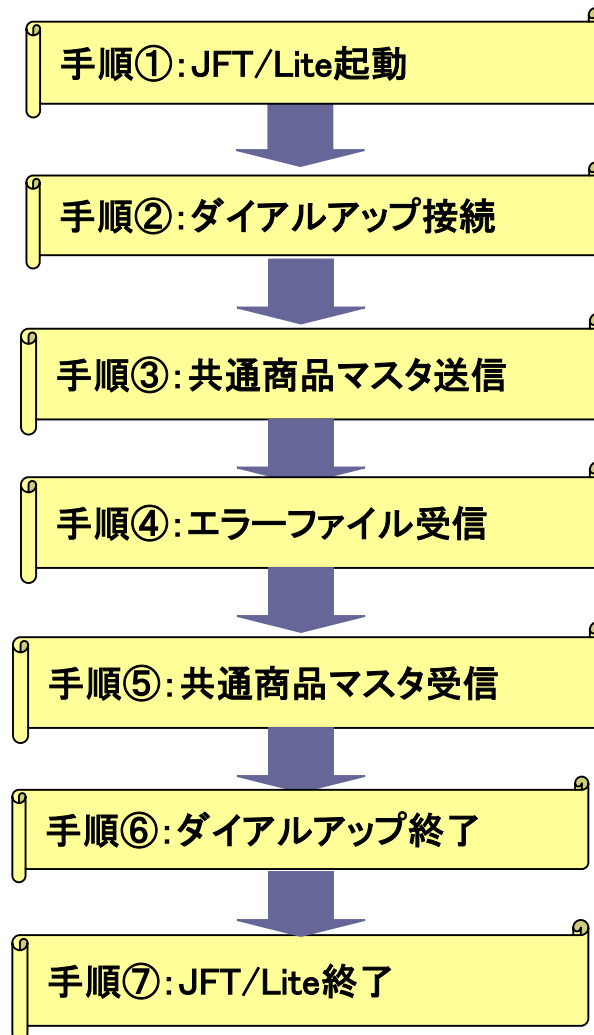 手順①:JFT/Lite起動
手順②:ダイアルアップ接続
手順③:共通商品マスタ送信
手順④:エラーファイル受信
手順⑤:共通商品マスタ受信
手順⑥:ダイアルアップ終了
手順⑦:JFT/Lite終了